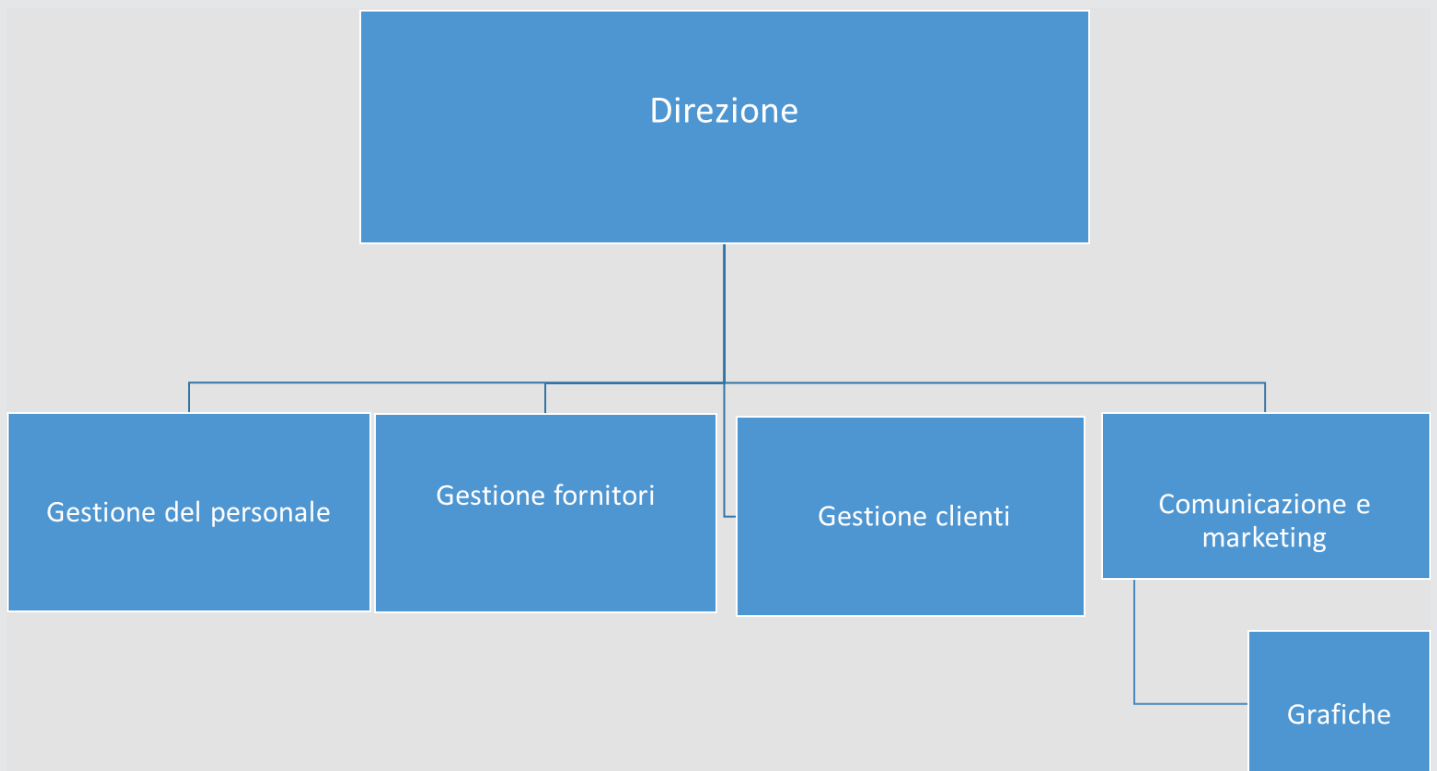 Direzione
Gestione del personale
Gestione fornitori
Gestione clienti
Comunicazione e
marketing
Grafiche